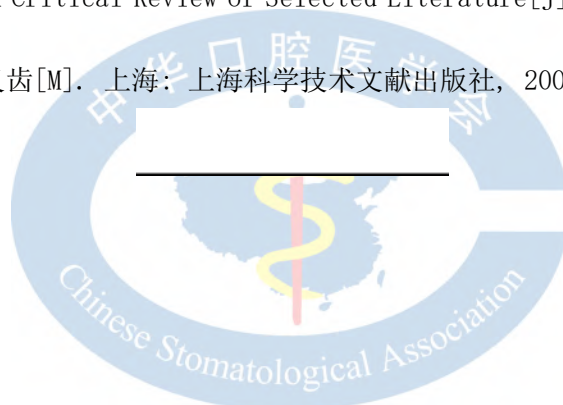 Critical Review of Selected Literature[J]
齿[M]. 上海: 上海科学技术文献出版社, 200
中华口腔医学会
Chinese Stomatological Association